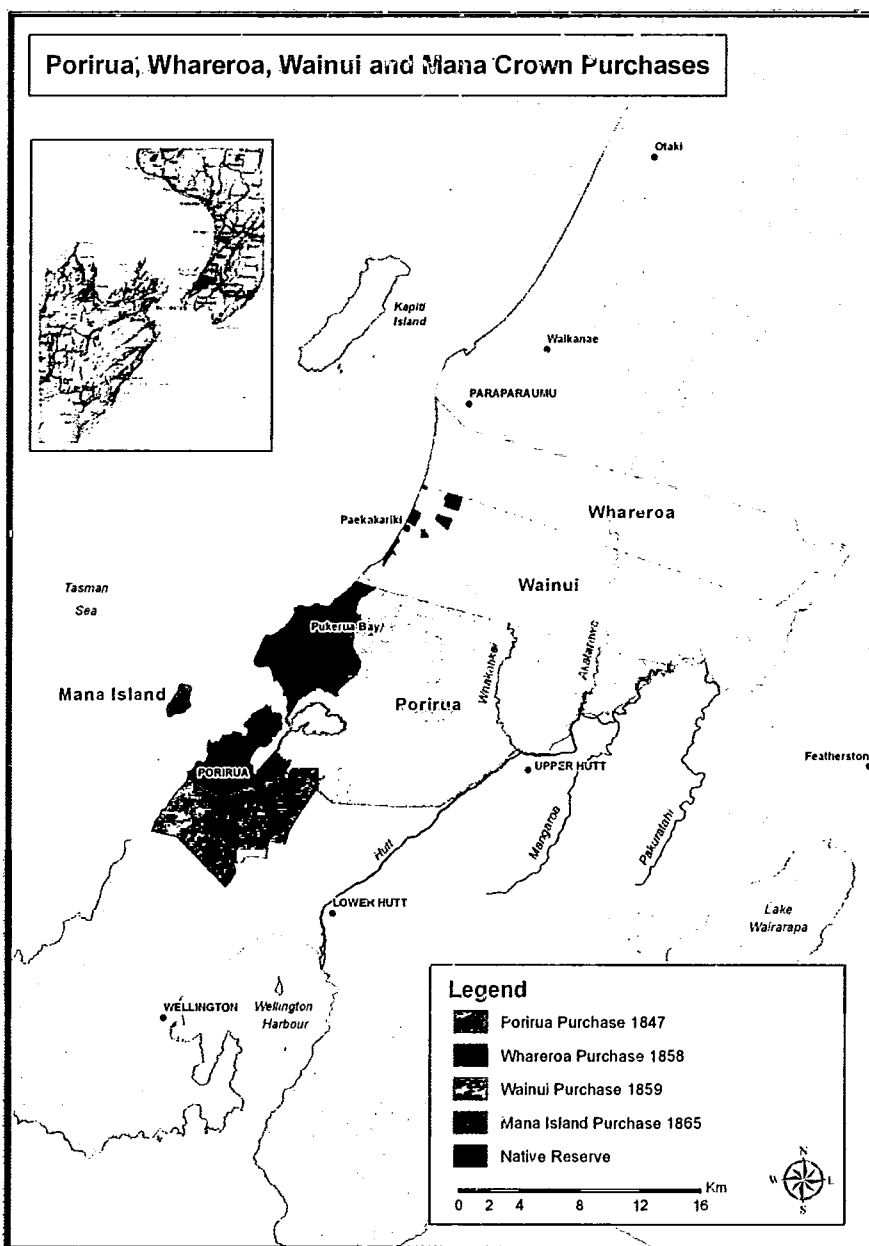 Porirua, Whareroa, Wainui and Mana Crown Purchases
Otaki
Kapiti
Island
Waikanae
PARAPARAUMU
Whareroa
Paekakariki
Wainui
Tasman
Sea
Pukerua Bay
Whakatikei
Akatarawa
Mana Island
Porirua
Featherston
PORIRUA
UPPER HUTT
Hutt
Mangaroa
Pakuratahi
LOWER HUTT
Lake
Wairarapa
WELLINGTON
Wellington
Harbour
Legend
Porirua Purchase 1847
Whareroa Purchase 1858
Wainui Purchase 1859
Mana Island Purchase 1865
Native Reserve
Km
0 2 4 8 12 16
N
W
S